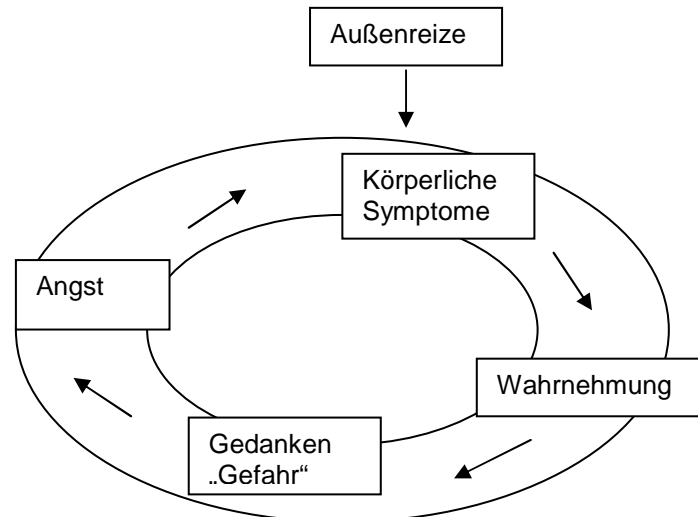 Außenreize
Körperliche
Symptome
Angst
Wahrnehmung
Gedanken
„Gefahr“